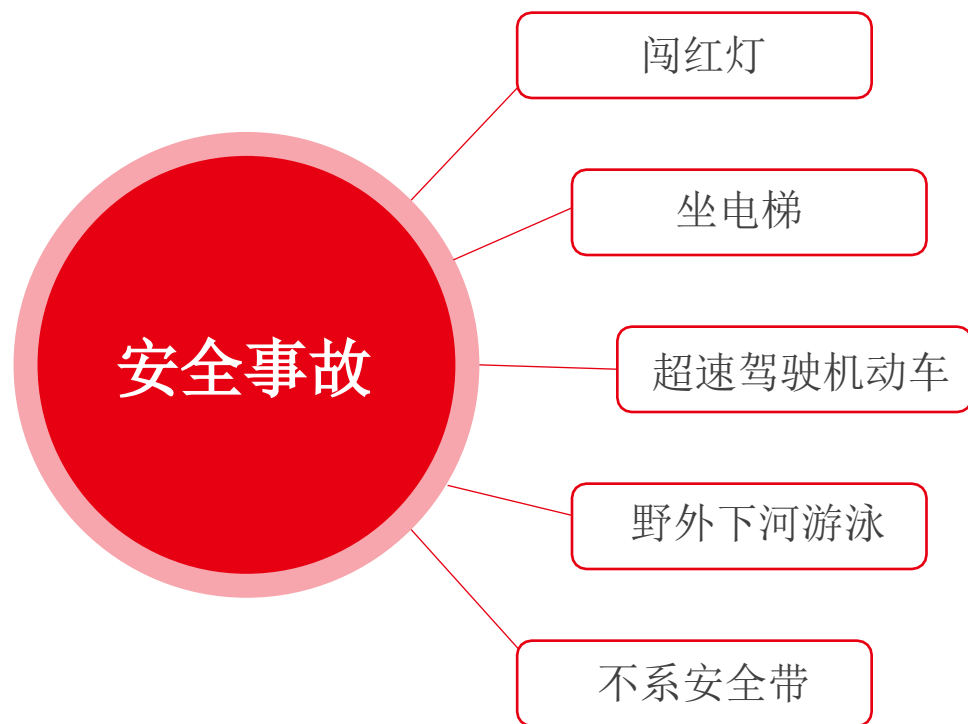 闯红灯
坐电梯
安全事故
超速驾驶机动车
野外下河游泳
不系安全带